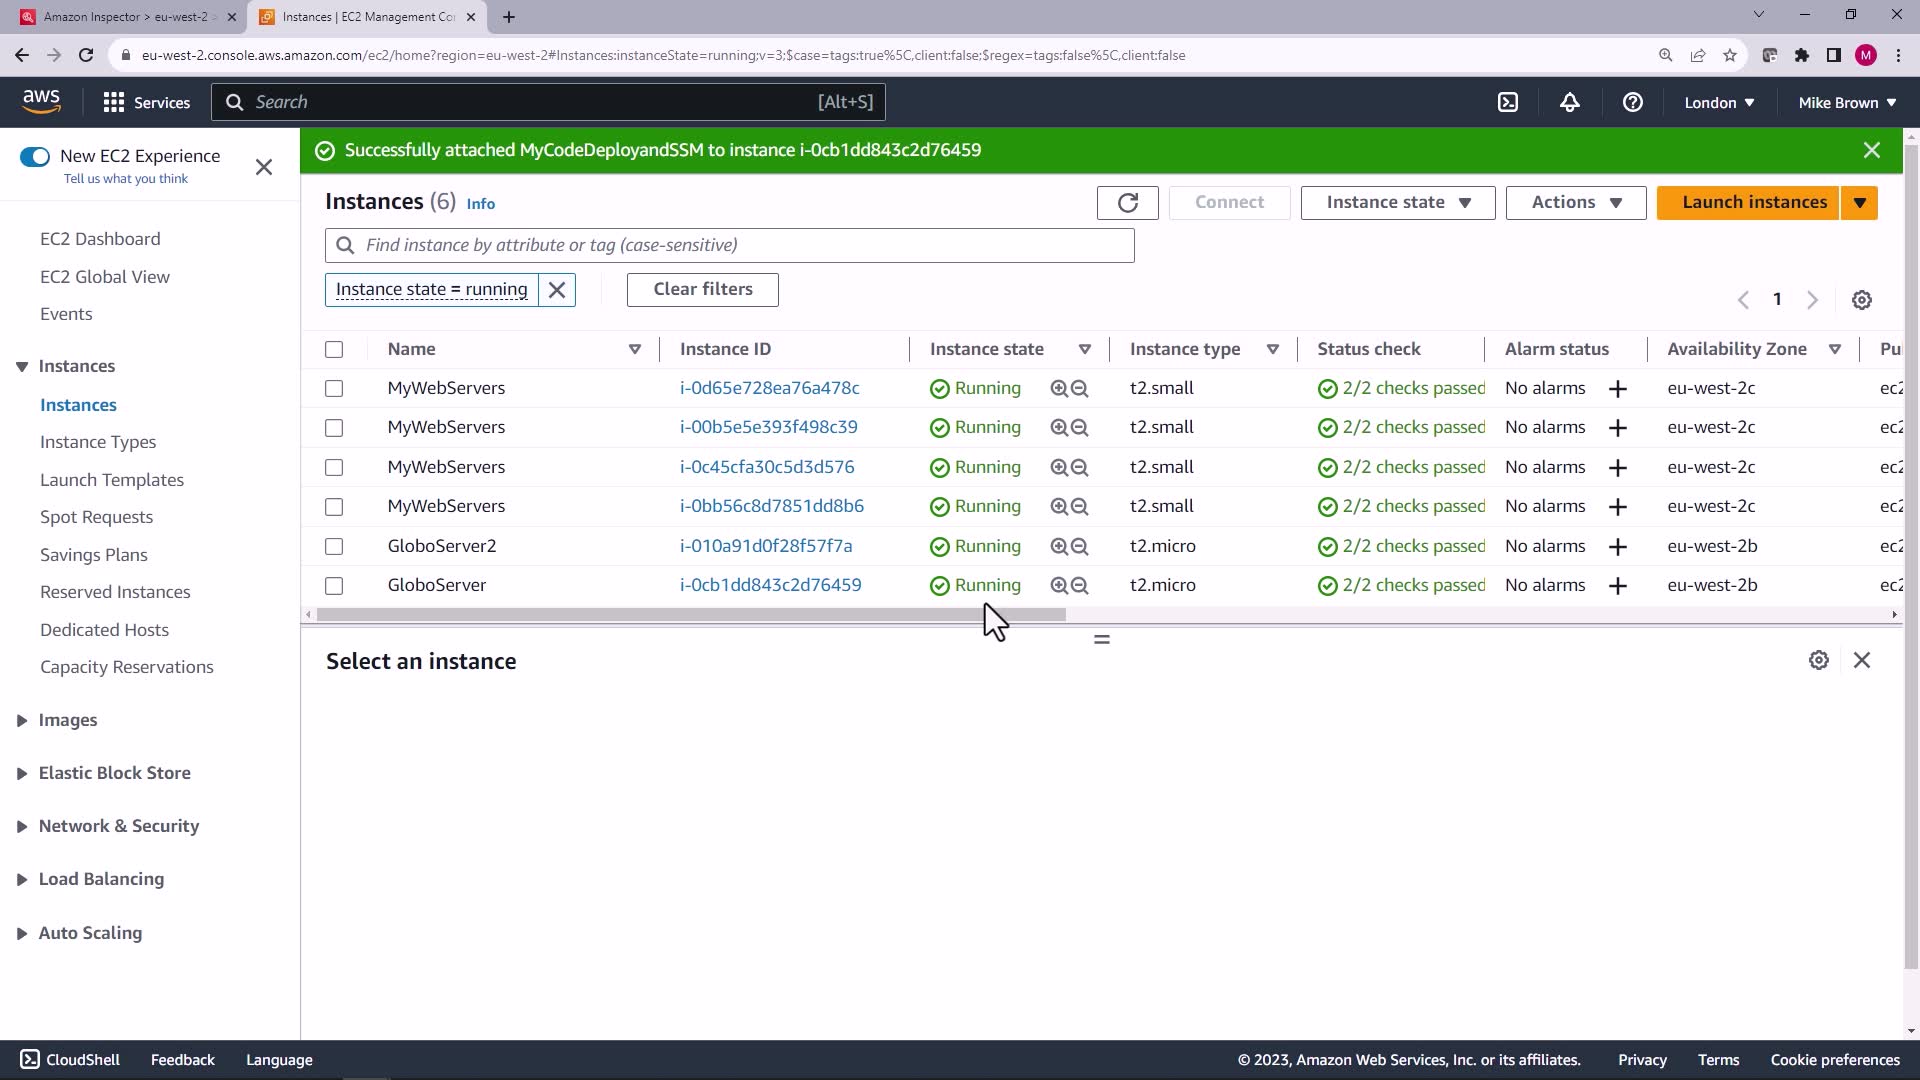 Amazon Inspector > eu-west-2 >
Instances | EC2 Management Co
eu-west-2.console.aws.amazon.com/ec2/home?region=eu-west-2#Instances:instanceState=running;v=3;$case=tags:true%5C,client:false;$regex=tags:false%5C,client:false
M
aws
Services
Search
[Alt+S]
London
Mike Brown
New EC2 Experience
Tell us what you think
Successfully attached MyCodeDeployandSSM to instance i-0cb1dd843c2d76459
Instances (6) Info
Connect
Instance state
Actions
Launch instances
Find instance by attribute or tag (case-sensitive)
Instance state = running
Clear filters
1
EC2 Dashboard
EC2 Global View
Events
Instances
Instances
Instance Types
Launch Templates
Spot Requests
Savings Plans
Reserved Instances
Dedicated Hosts
Capacity Reservations
Images
Elastic Block Store
Network & Security
Load Balancing
Auto Scaling
Name Instance ID Instance state Instance type Status check Alarm status Availability Zone Pu
MyWebServers i-0d65e728ea76a478c Running t2.small 2/2 checks passed No alarms + eu-west-2c ec2
MyWebServers i-00b5e5e393f498c39 Running t2.small 2/2 checks passed No alarms + eu-west-2c ec2
MyWebServers i-0c45cfa30c5d3d576 Running t2.small 2/2 checks passed No alarms + eu-west-2c ec2
MyWebServers i-0bb56c8d7851dd8b6 Running t2.small 2/2 checks passed No alarms + eu-west-2c ec2
GloboServer2 i-010a91d0f28f57f7a Running t2.micro 2/2 checks passed No alarms + eu-west-2b ec2
GloboServer i-0cb1dd843c2d76459 Running t2.micro 2/2 checks passed No alarms + eu-west-2b ec2
Select an instance
CloudShell
Feedback
Language
© 2023, Amazon Web Services, Inc. or its affiliates.
Privacy
Terms
Cookie preferences